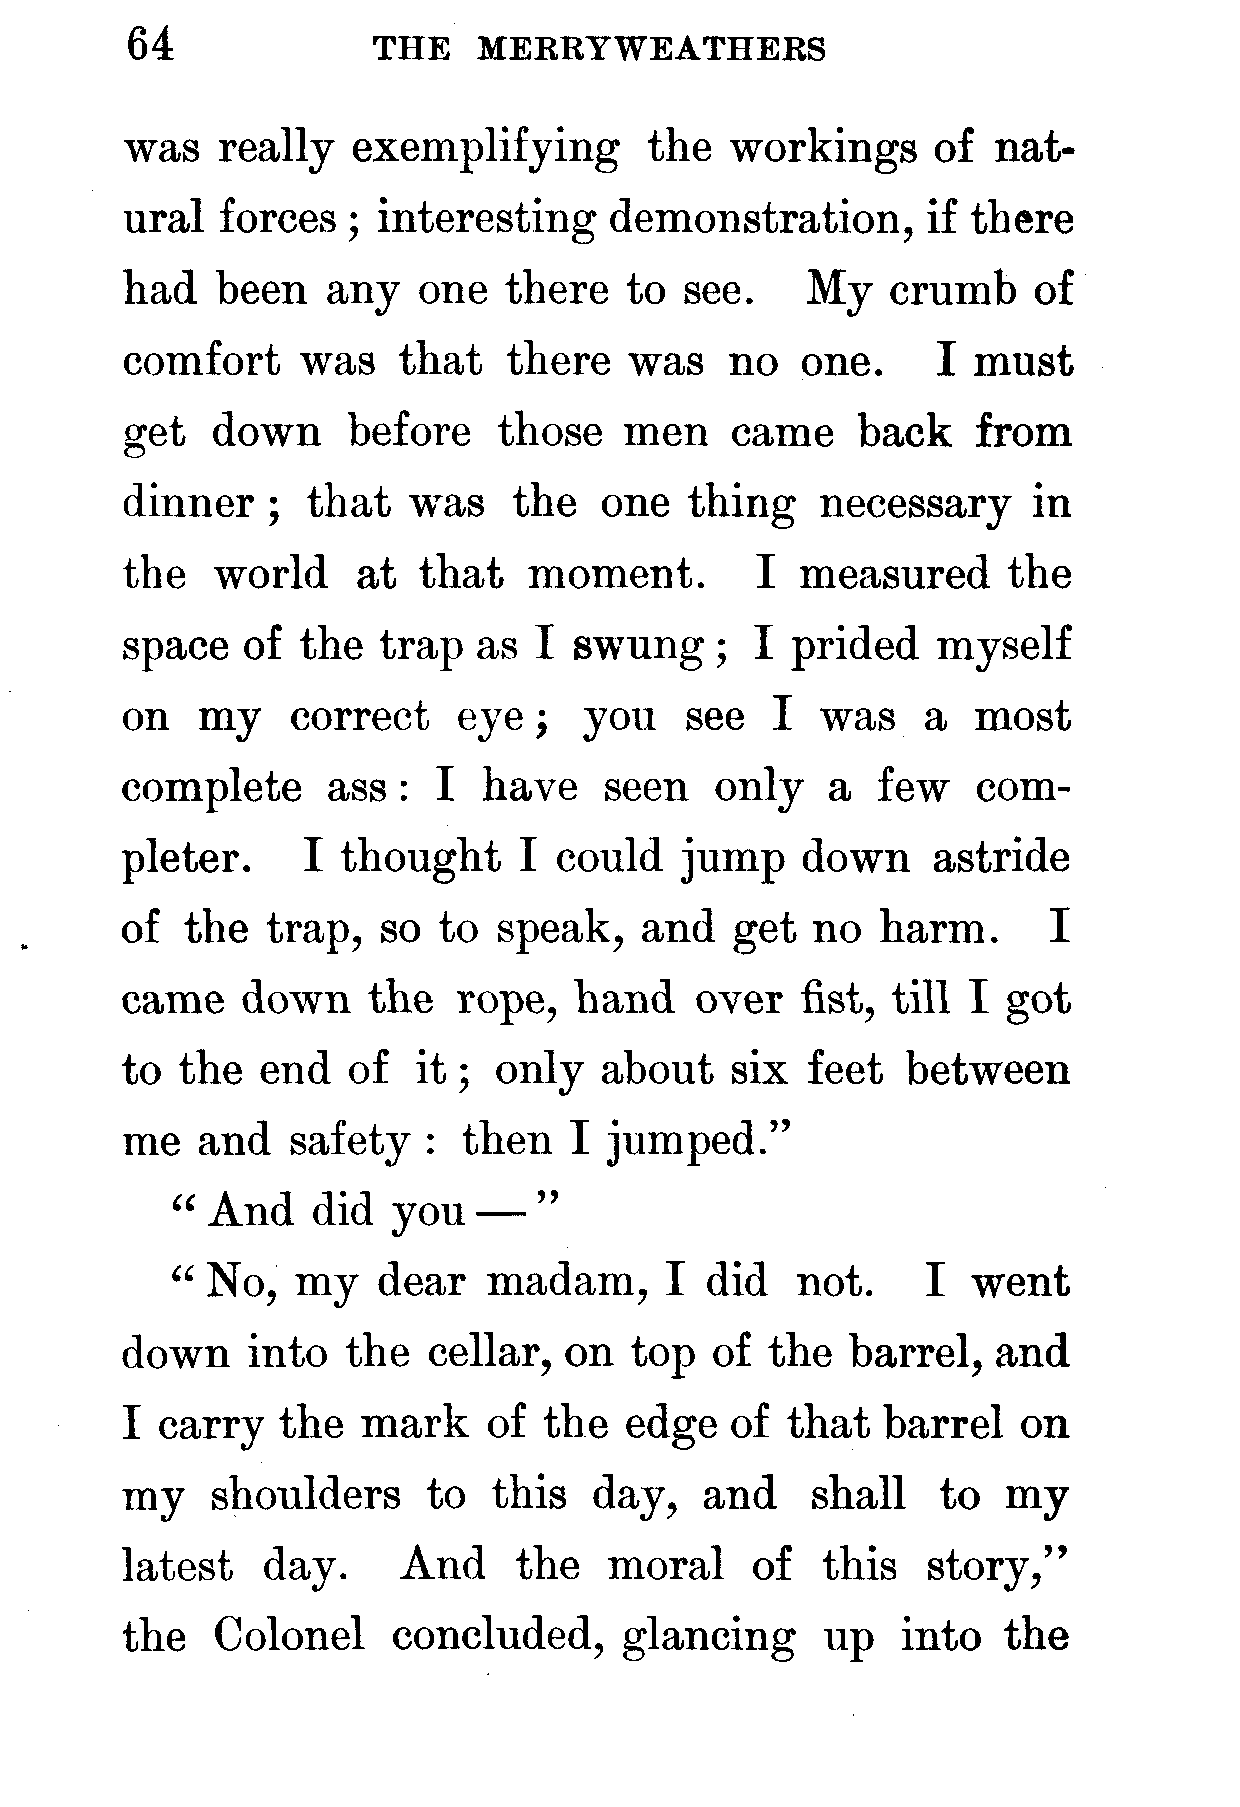 64 THE MERRYWEATHERS
was really exemplifying the workings of nat-
ural forces ; interesting demonstration, if there
had been any one there to see. My crumb of
comfort was that there was no one. I must
get down before those men came back from
dinner ; that was the one thing necessary in
the world at that moment. I measured the
space of the trap as I swung ; I prided myself
on my correct eye ; you see I was a most
complete ass : I have seen only a few com-
pleter. I thought I could jump down astride
of the trap, so to speak, and get no harm. I
came down the rope, hand over fist, till I got
to the end of it ; only about six feet between
me and safety : then I jumped."
" And did you — "
" No, my dear madam, I did not. I went
down into the cellar, on top of the barrel, and
I carry the mark of the edge of that barrel on
my shoulders to this day, and shall to my
latest day. And the moral of this story,"
the Colonel concluded, glancing up into the